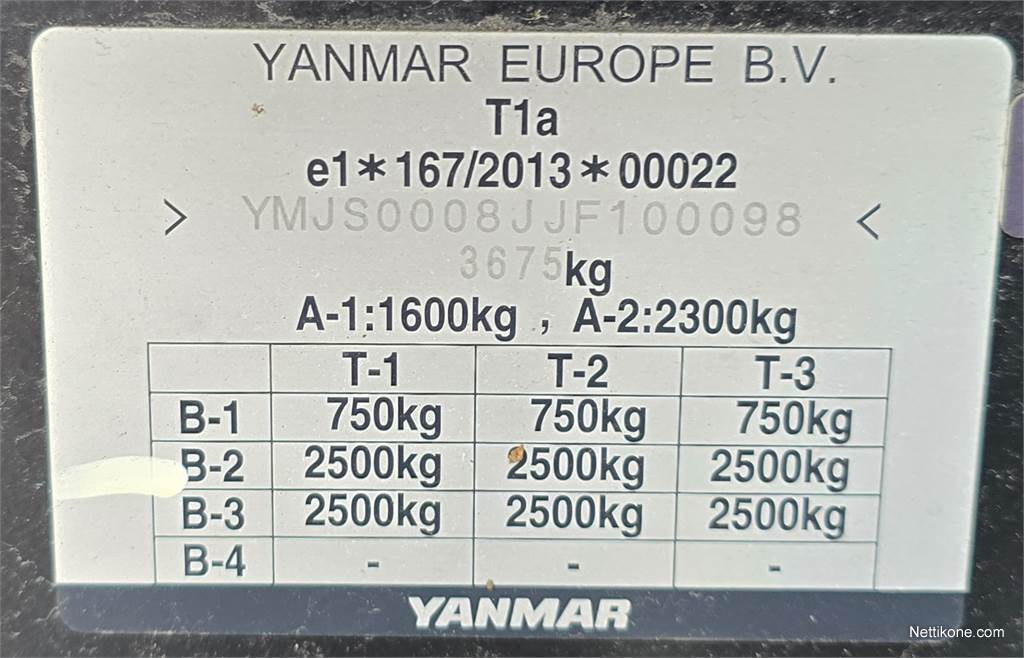 YANMAR EUROPE B.V.
T1a
e1*167/2013*00022
> YMJS0008JJF100098 <
3675kg
A-1:1600kg , A-2:2300kg
T-1 T-2 T-3
B-1 750kg 750kg 750kg
B-2 2500kg 2500kg 2500kg
B-3 2500kg 2500kg 2500kg
B-4 - - -
YANMAR
Nettikone.com